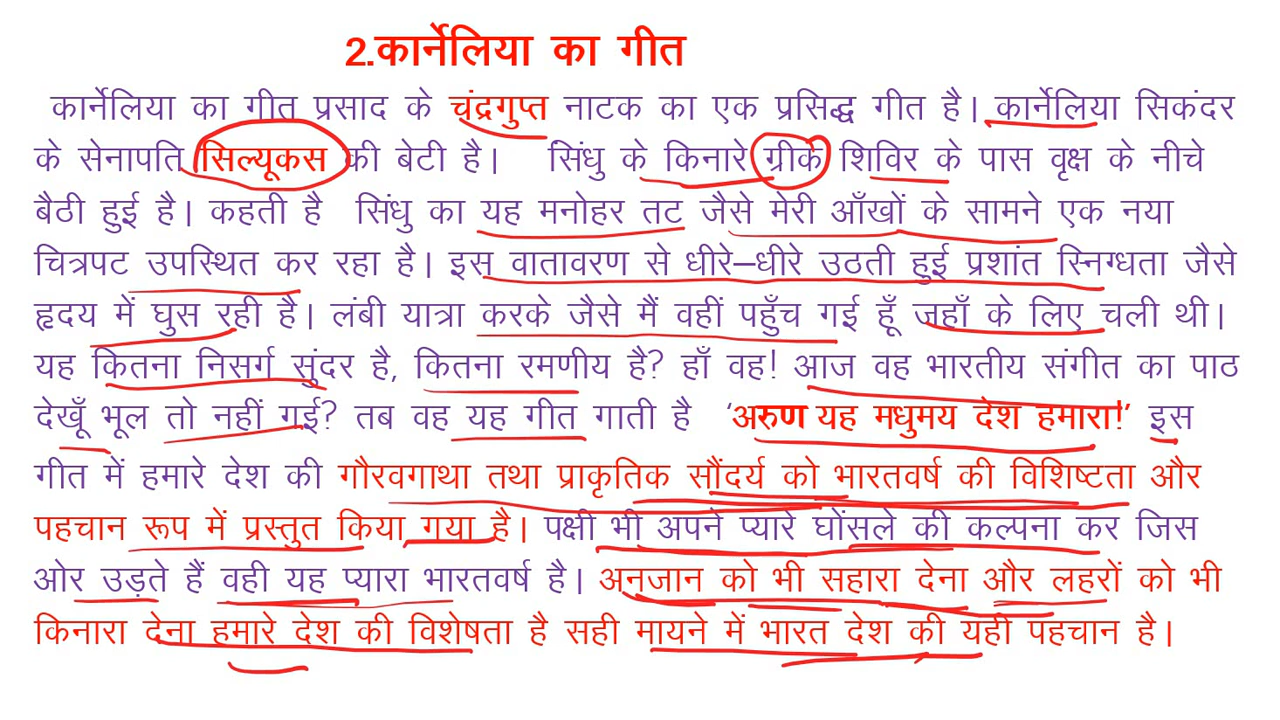 2.कार्नेलिया का गीत
कार्नेलिया का गीत प्रसाद के चंद्रगुप्त नाटक का एक प्रसिद्ध गीत है। कार्नेलिया सिकंदर
के सेनापति सिल्यूकस की बेटी है। सिंधु के किनारे ग्रीक शिविर के पास वृक्ष के नीचे
बैठी हुई है। कहती है सिंधु का यह मनोहर तट जैसे मेरी आँखों के सामने एक नया
चित्रपट उपस्थित कर रहा है। इस वातावरण से धीरे–धीरे उठती हुई प्रशांत स्निग्धता जैसे
हृदय में घुस रही है। लंबी यात्रा करके जैसे मैं वहीं पहुँच गई हूँ जहाँ के लिए चली थी।
यह कितना निसर्ग सुंदर है, कितना रमणीय है? हाँ वह! आज वह भारतीय संगीत का पाठ
देखूँ भूल तो नहीं गई? तब वह यह गीत गाती है ‘अरुण यह मधुमय देश हमारा!’ इस
गीत में हमारे देश की गौरवगाथा तथा प्राकृतिक सौंदर्य को भारतवर्ष की विशिष्टता और
पहचान रूप में प्रस्तुत किया गया है। पक्षी भी अपने प्यारे घोंसले की कल्पना कर जिस
ओर उड़ते हैं वही यह प्यारा भारतवर्ष है। अनजान को भी सहारा देना और लहरों को भी
किनारा देना हमारे देश की विशेषता है सही मायने में भारत देश की यही पहचान है।